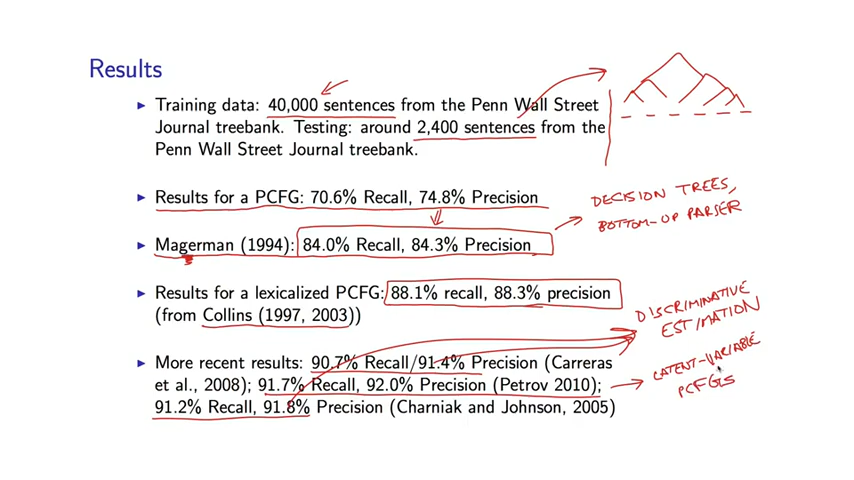 Results
▶ Training data: 40,000 sentences from the Penn Wall Street
Journal treebank. Testing: around 2,400 sentences from the
Penn Wall Street Journal treebank.
▶ Results for a PCFG: 70.6% Recall, 74.8% Precision
DECISION TREES,
BOTTOM-UP PARSER
▶ Magerman (1994): 84.0% Recall, 84.3% Precision
▶ Results for a lexicalized PCFG: 88.1% recall, 88.3% precision
(from Collins (1997, 2003))
DISCRIMINATIVE
ESTIMATION
▶ More recent results: 90.7% Recall/91.4% Precision (Carreras
et al., 2008); 91.7% Recall, 92.0% Precision (Petrov 2010);
91.2% Recall, 91.8% Precision (Charniak and Johnson, 2005)
LATENT-VARIABLE
PCFGS